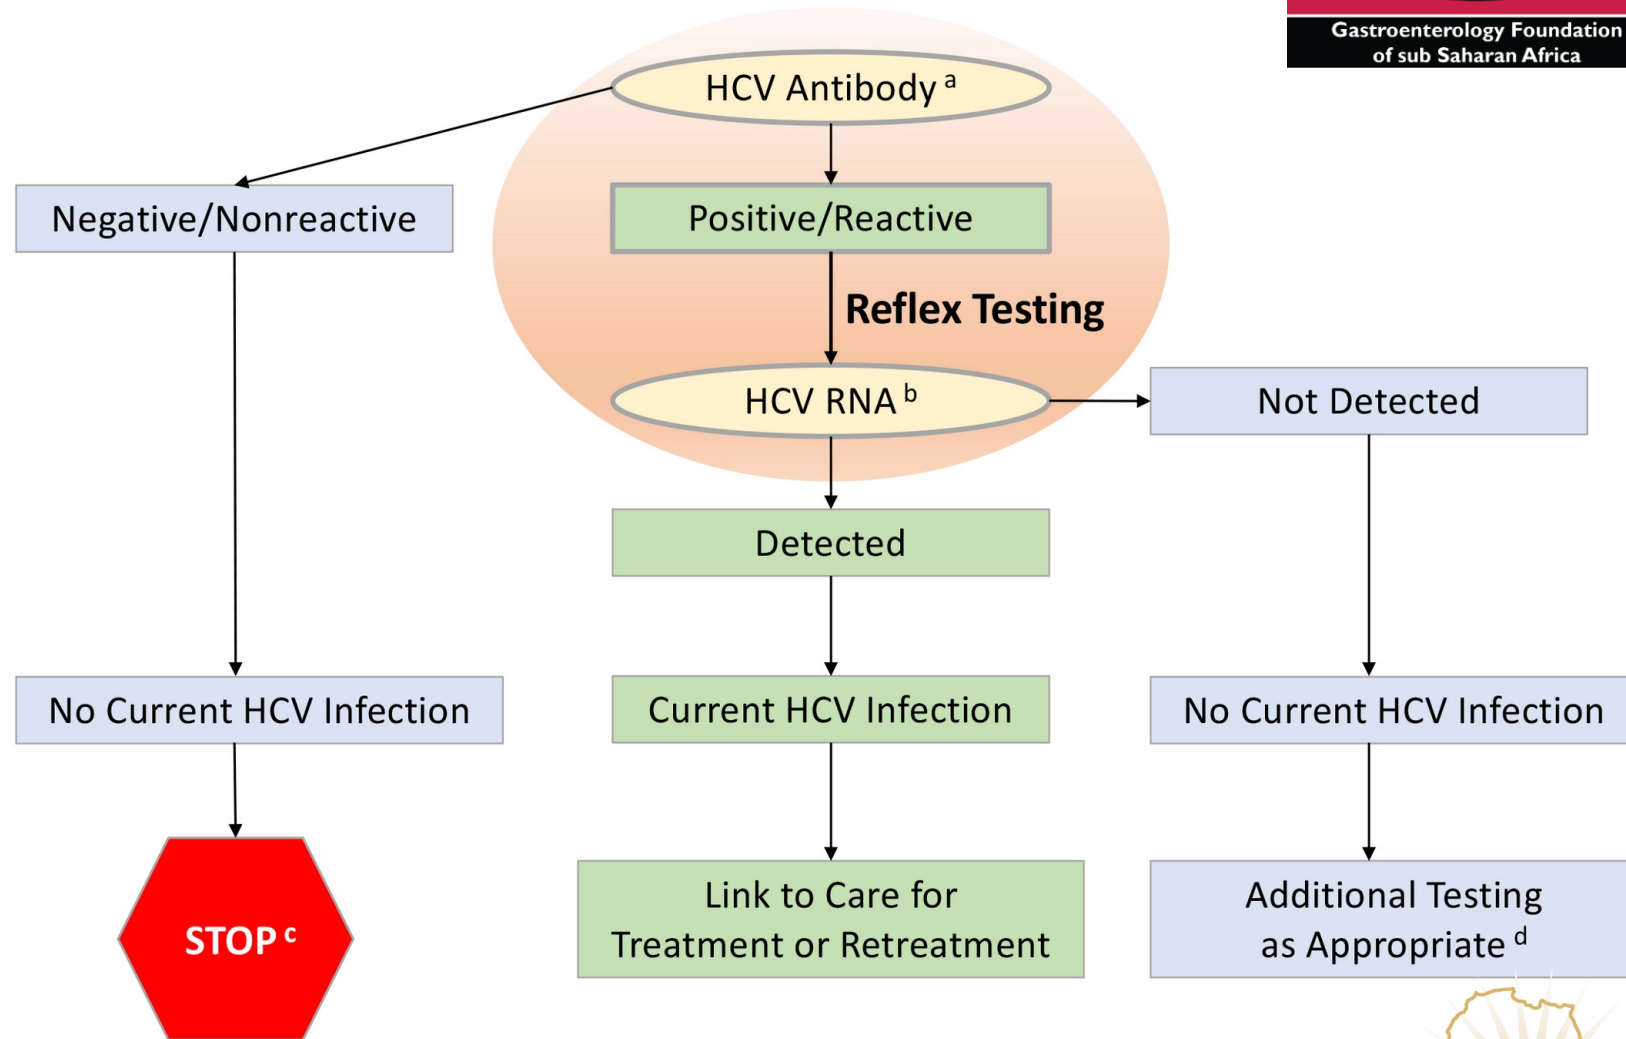 Gastroenterology Foundation
of sub Saharan Africa
HCV Antibody a
Negative/Nonreactive
Positive/Reactive
Reflex Testing
HCV RNA b
Not Detected
Detected
No Current HCV Infection
Current HCV Infection
No Current HCV Infection
STOP c
Link to Care for
Treatment or Retreatment
Additional Testing
as Appropriate d